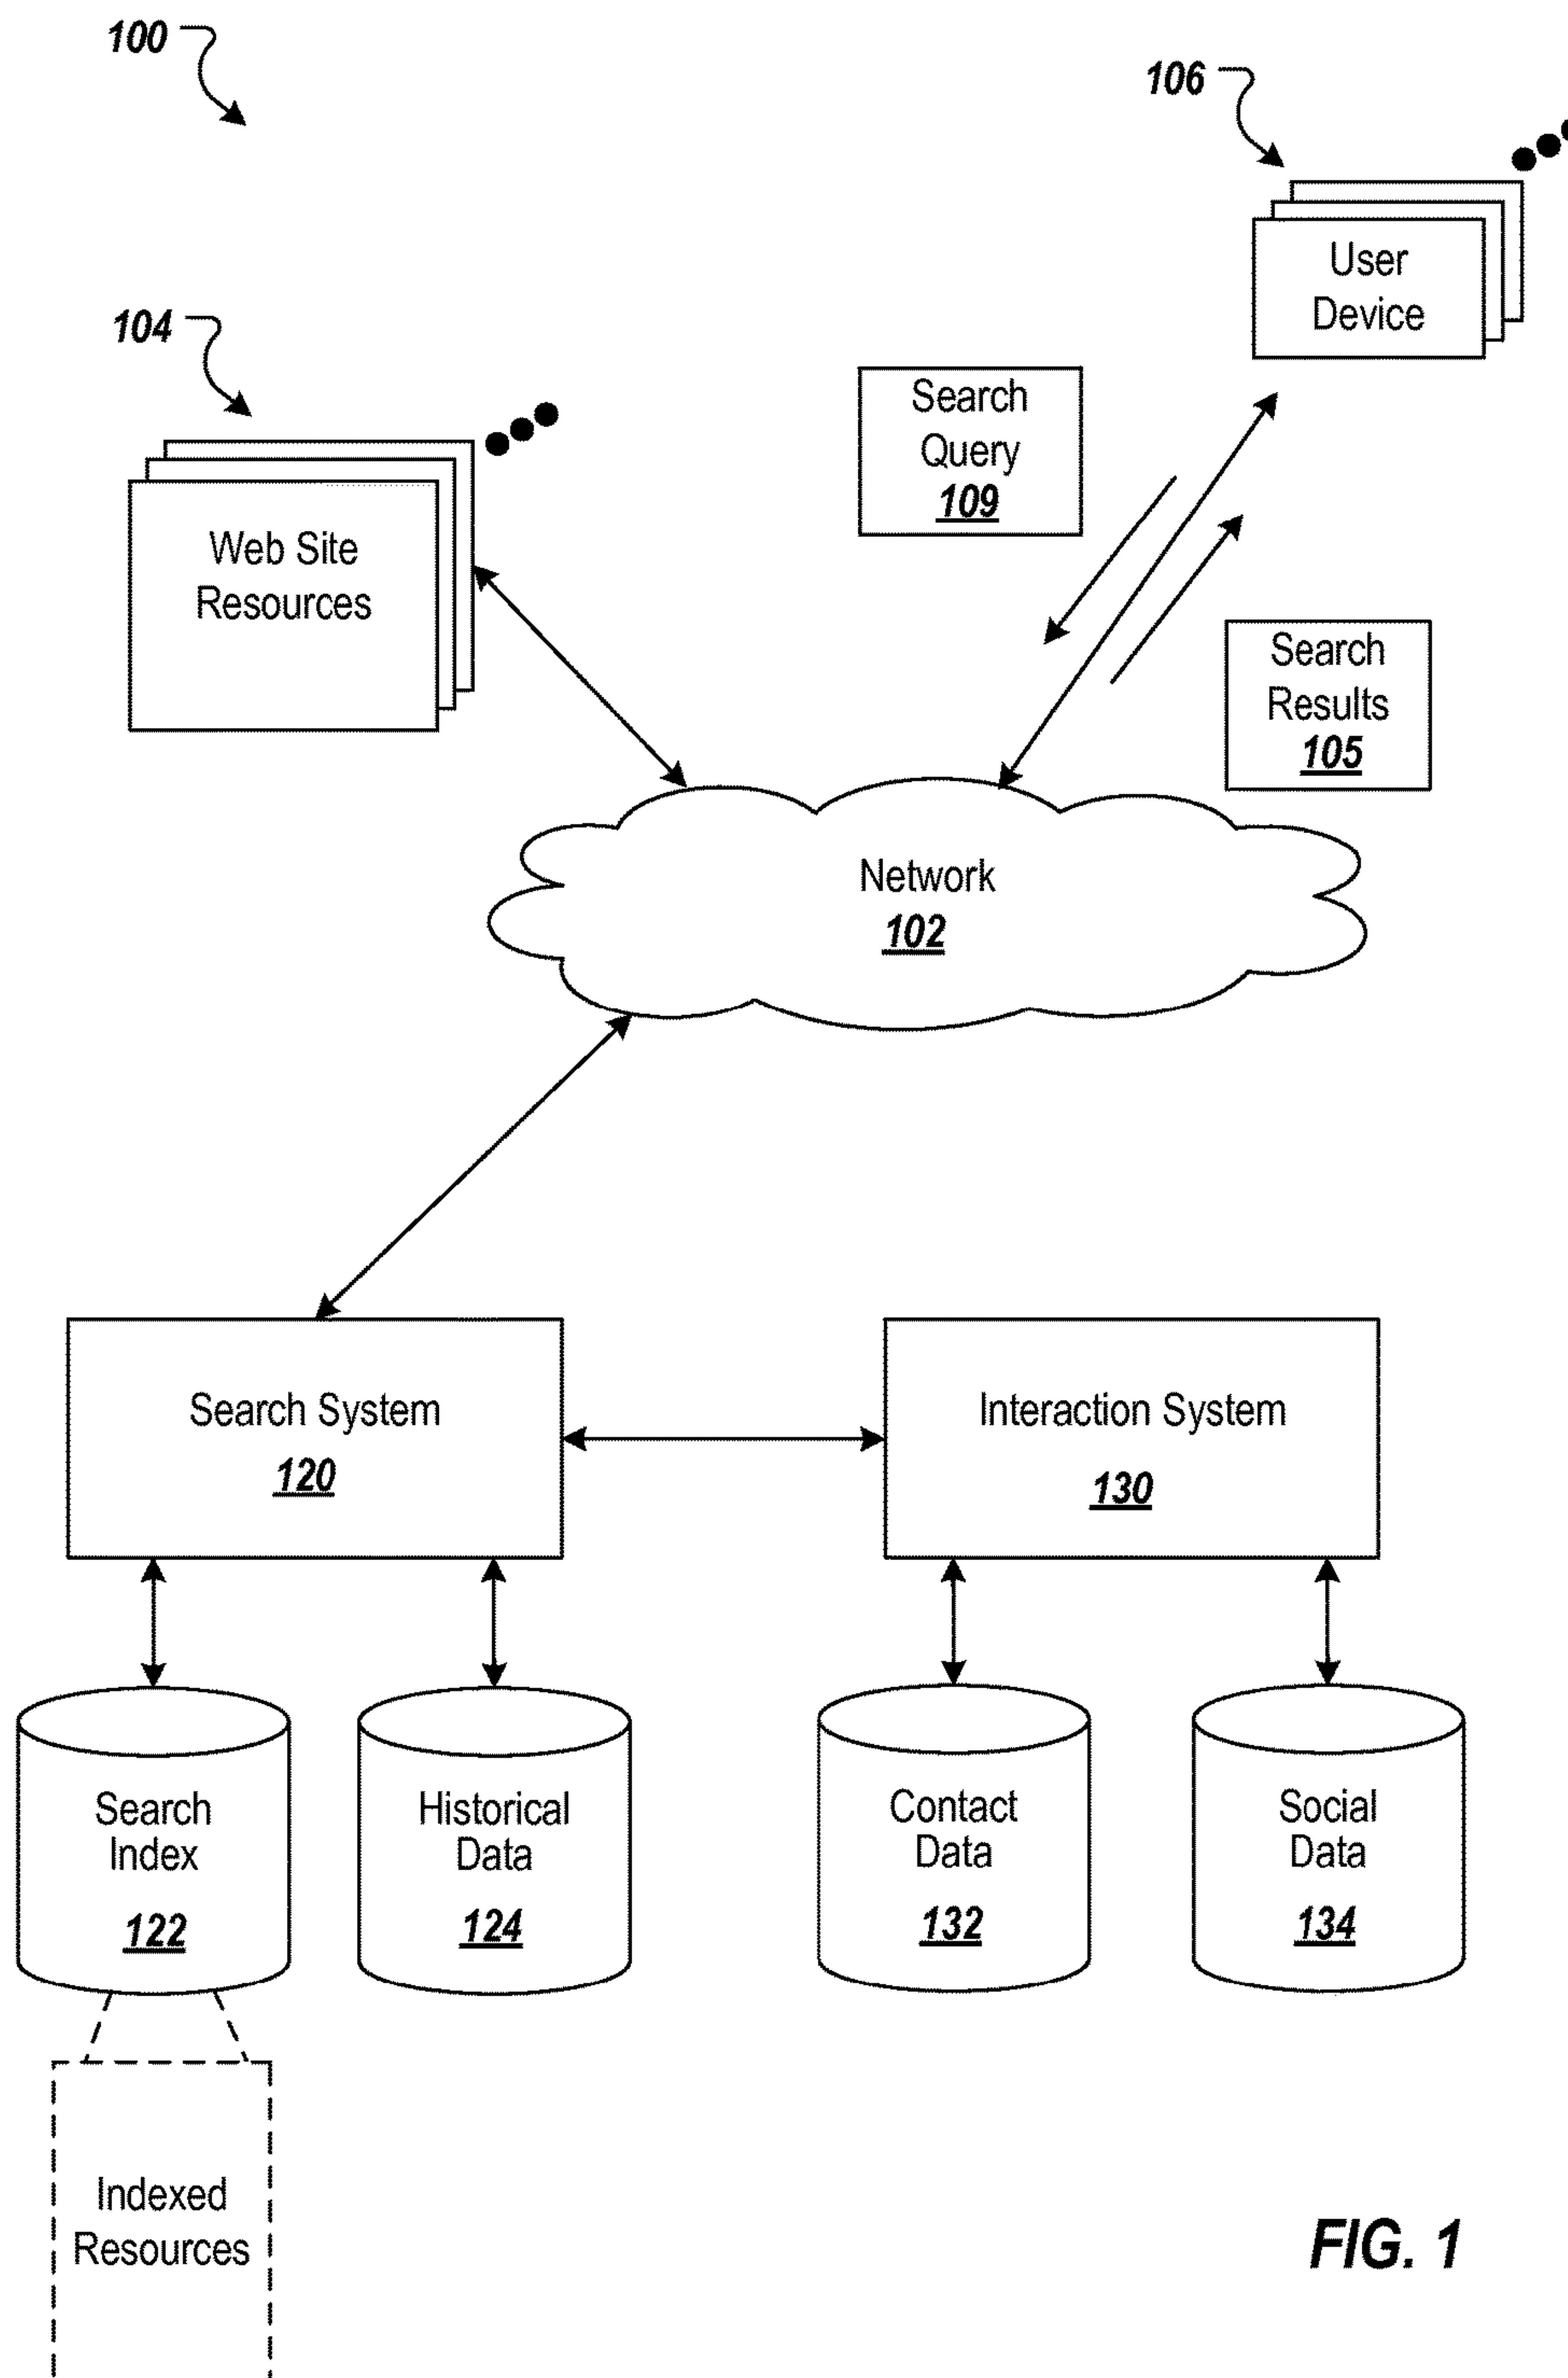 100
106
User
Device
104
Search
Query
109
Web Site
Resources
Search
Results
105
Network
102
Search System
120
Interaction System
130
Search
Index
122
Historical
Data
124
Contact
Data
132
Social
Data
134
Indexed
Resources
FIG. 1